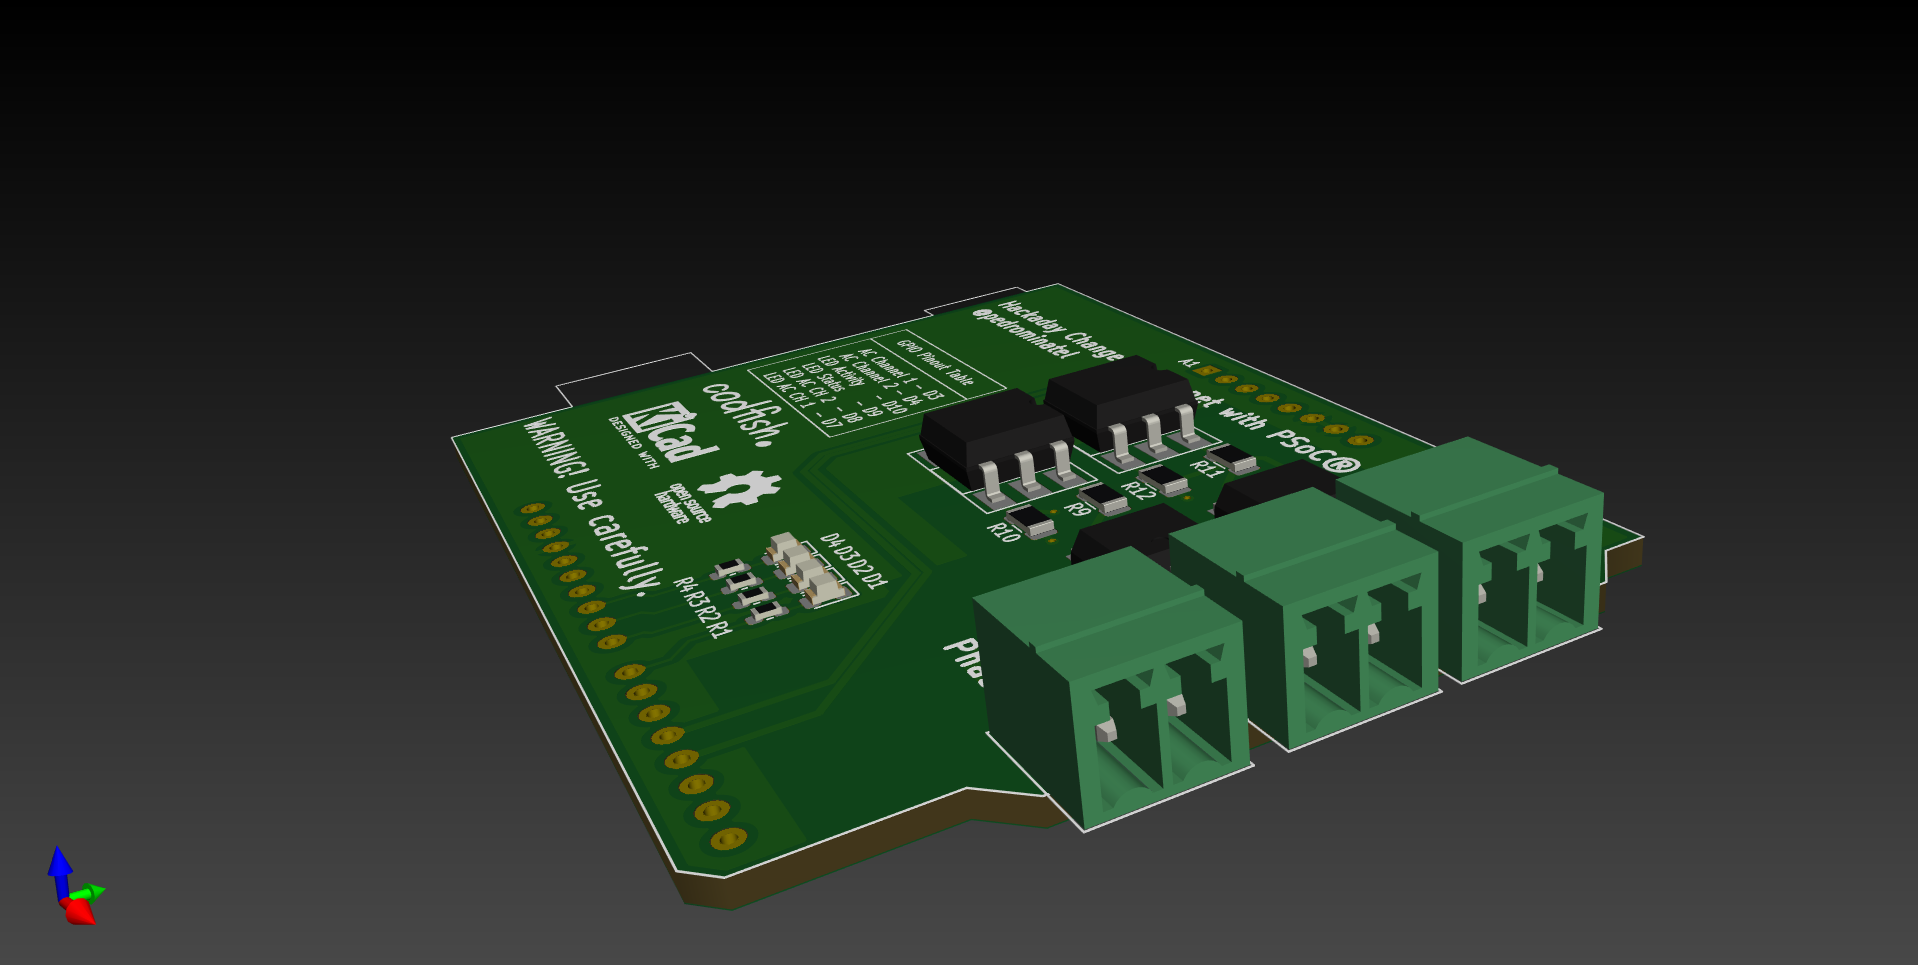 Hackaday Change
@pedrominatel
A1
GPIO Pinout Table
AC Channel 1 - D3
AC Channel 2 - D4
LED Activity - D10
LED Status - D9
LED AC CH 2 - D8
LED AC CH 1 - D7
codfish.
DESIGNED WITH
KiCad
open source
hardware
WARNING! Use carefully.
with PSoC®
R11
R12
R9
R10
D4 D3 D2 D1
R4 R3 R2 R1